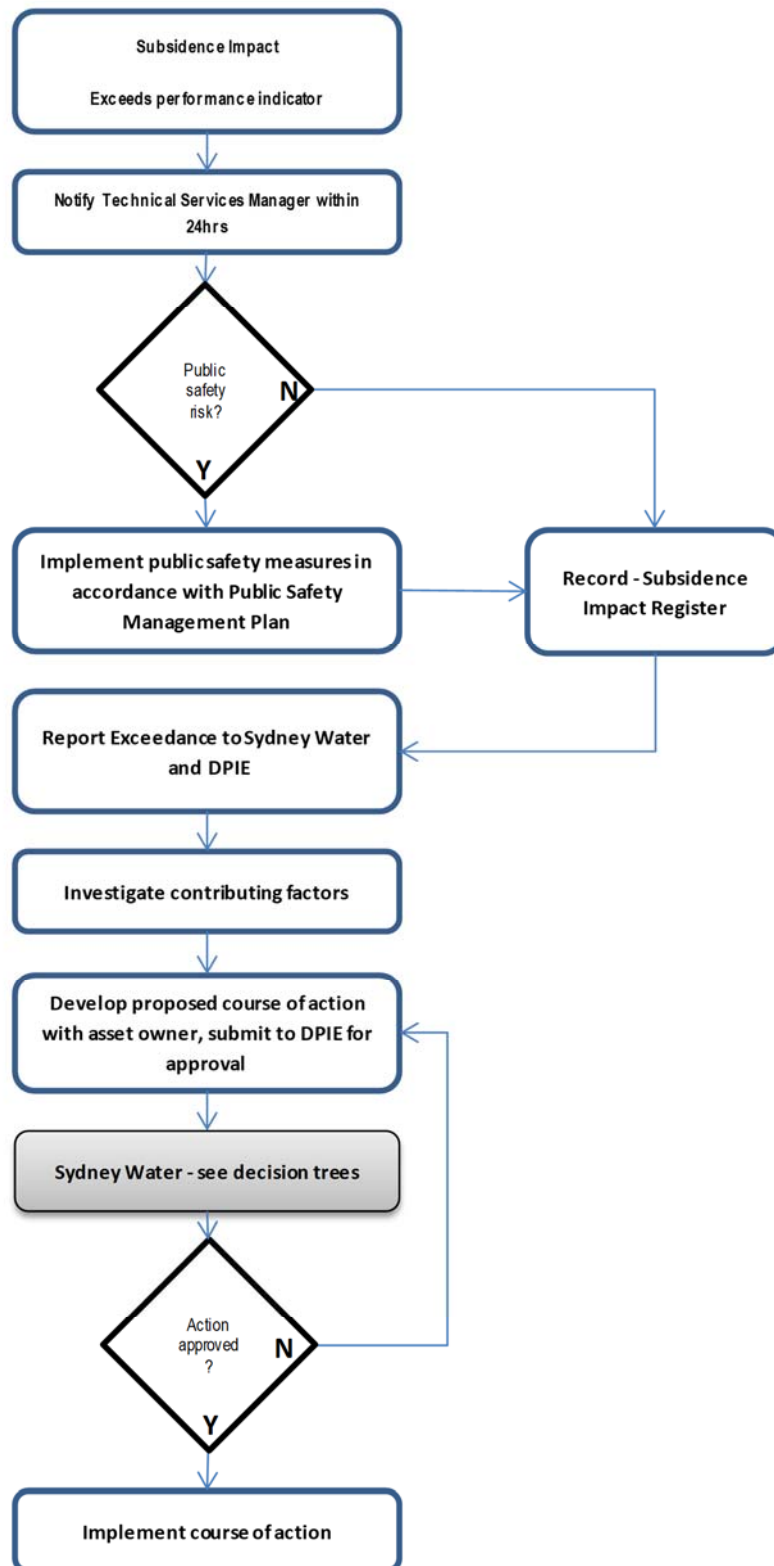 Subsidence Impact
Exceeds performance indicator
Notify Technical Services Manager within
24hrs
Public
safety
risk?
N
Y
Implement public safety measures in
accordance with Public Safety
Management Plan
Record - Subsidence
Impact Register
Report Exceedance to Sydney Water
and DPIE
Investigate contributing factors
Develop proposed course of action
with asset owner, submit to DPIE for
approval
Sydney Water - see decision trees
Action
approved
?
N
Y
Implement course of action